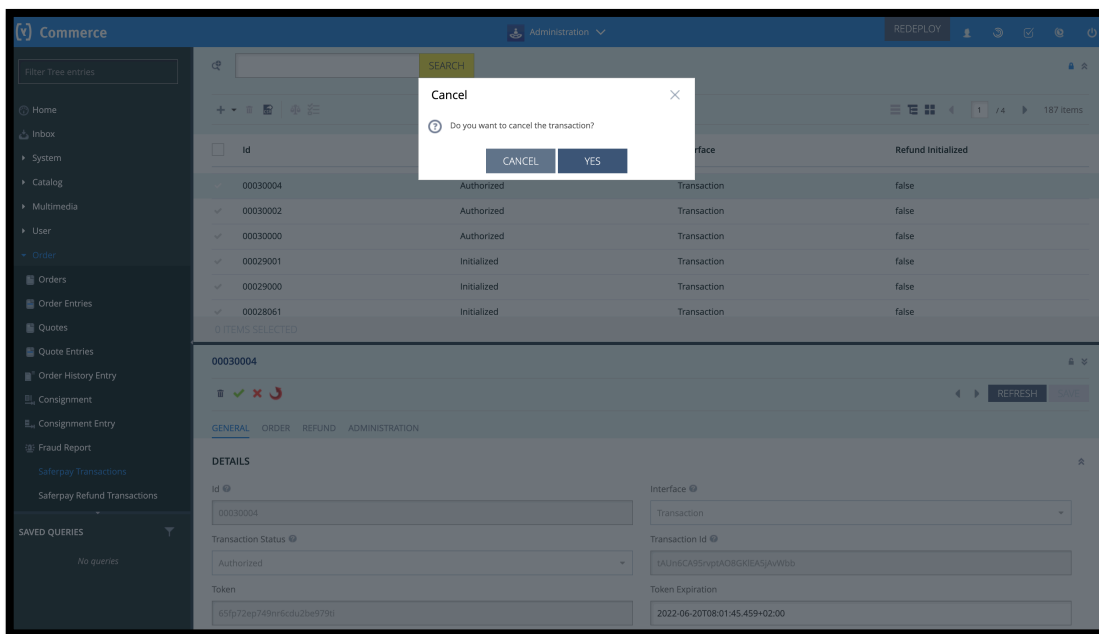 (Y) Commerce
Administration
REDEPLOY
Filter Tree entries
SEARCH
Home
Inbox
System
Catalog
Multimedia
User
Order
Orders
Order Entries
Quotes
Quote Entries
Order History Entry
Consignment
Consignment Entry
Fraud Report
Saferpay Transactions
Saferpay Refund Transactions
SAVED QUERIES
No queries
Cancel
Do you want to cancel the transaction?
CANCEL YES
1 / 4 187 items
Id rface Refund Initialized
00030004 Authorized Transaction false
00030002 Authorized Transaction false
00030000 Authorized Transaction false
00029001 Initialized Transaction false
00029000 Initialized Transaction false
00028061 Initialized Transaction false
0 ITEMS SELECTED
00030004
REFRESH
GENERAL ORDER REFUND ADMINISTRATION
DETAILS
Id Interface
00030004 Transaction
Transaction Status Transaction Id
Authorized
Token Token Expiration
65fp72ep749nr6cdu2be979ti 2022-06-20T08:01:45.459+02:00